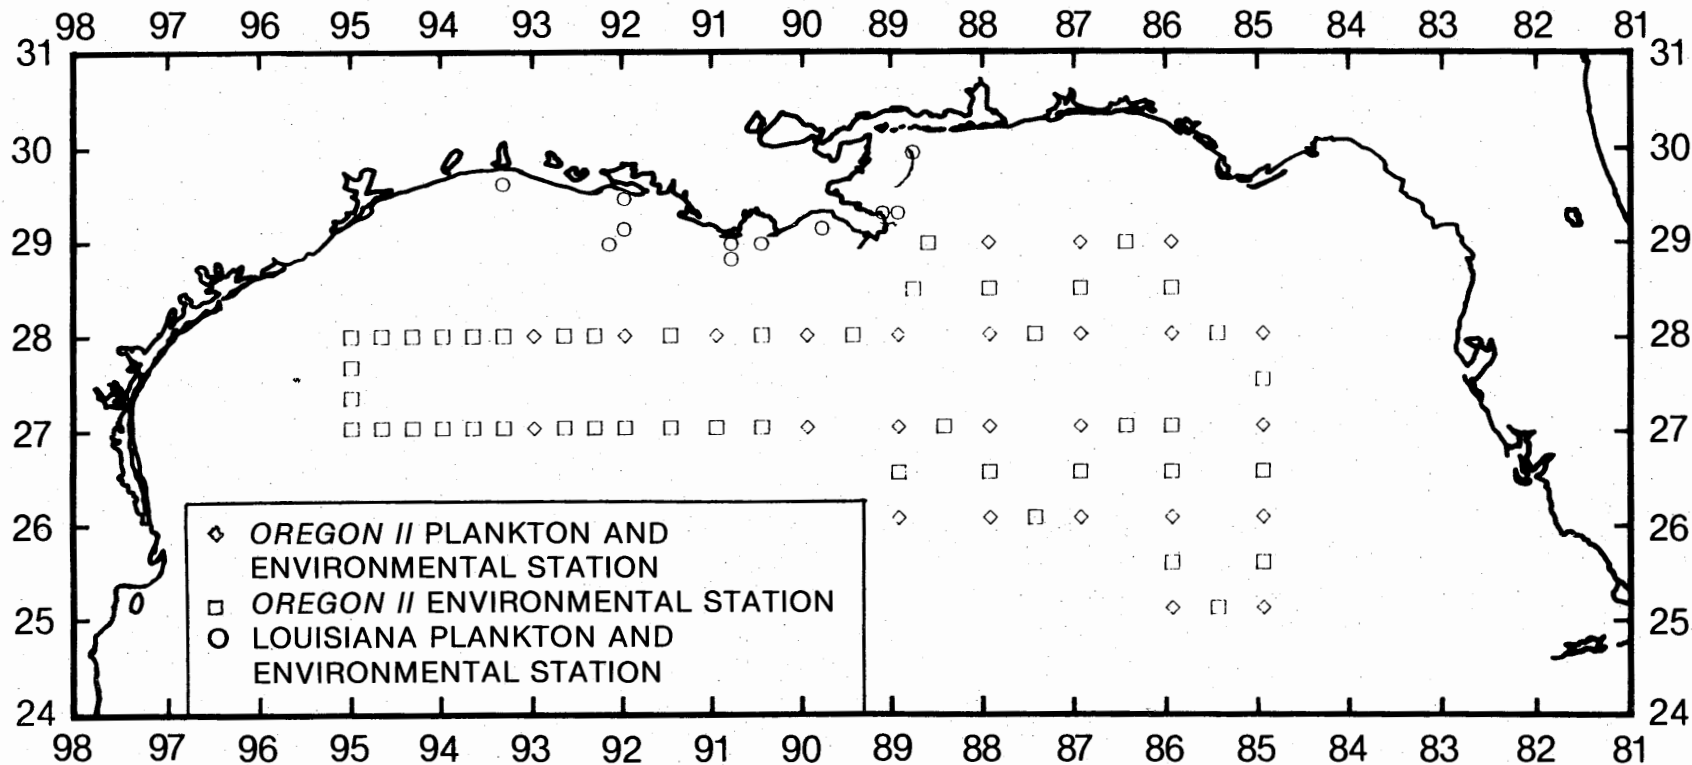 98 97 96 95 94 93 92 91 90 89 88 87 86 85 84 83 82 81
31 31
30 30
29 29
28 28
27 27
26 26
OREGON II PLANKTON AND
ENVIRONMENTAL STATION
OREGON II ENVIRONMENTAL STATION
25 25
LOUISIANA PLANKTON AND
ENVIRONMENTAL STATION
24 24
98 97 96 95 94 93 92 91 90 89 88 87 86 85 84 83 82 81